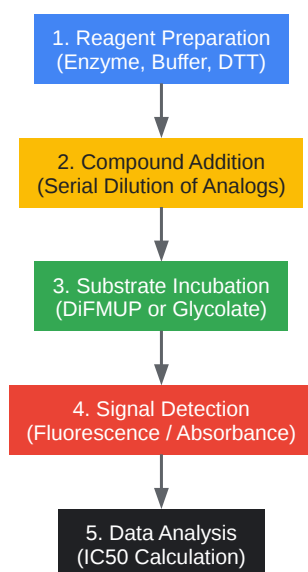 1. Reagent Preparation
(Enzyme, Buffer, DTT)
2. Compound Addition
(Serial Dilution of Analogs)
3. Substrate Incubation
(DiFMUP or Glycolate)
4. Signal Detection
(Fluorescence / Absorbance)
5. Data Analysis
(IC50 Calculation)